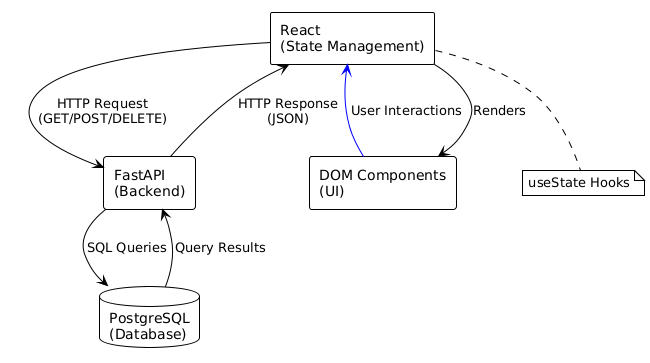 React
(State Management)
HTTP Request
(GET/POST/DELETE)
HTTP Response
(JSON)
User Interactions
Renders
FastAPI
(Backend)
DOM Components
(UI)
useState Hooks
SQL Queries
Query Results
PostgreSQL
(Database)